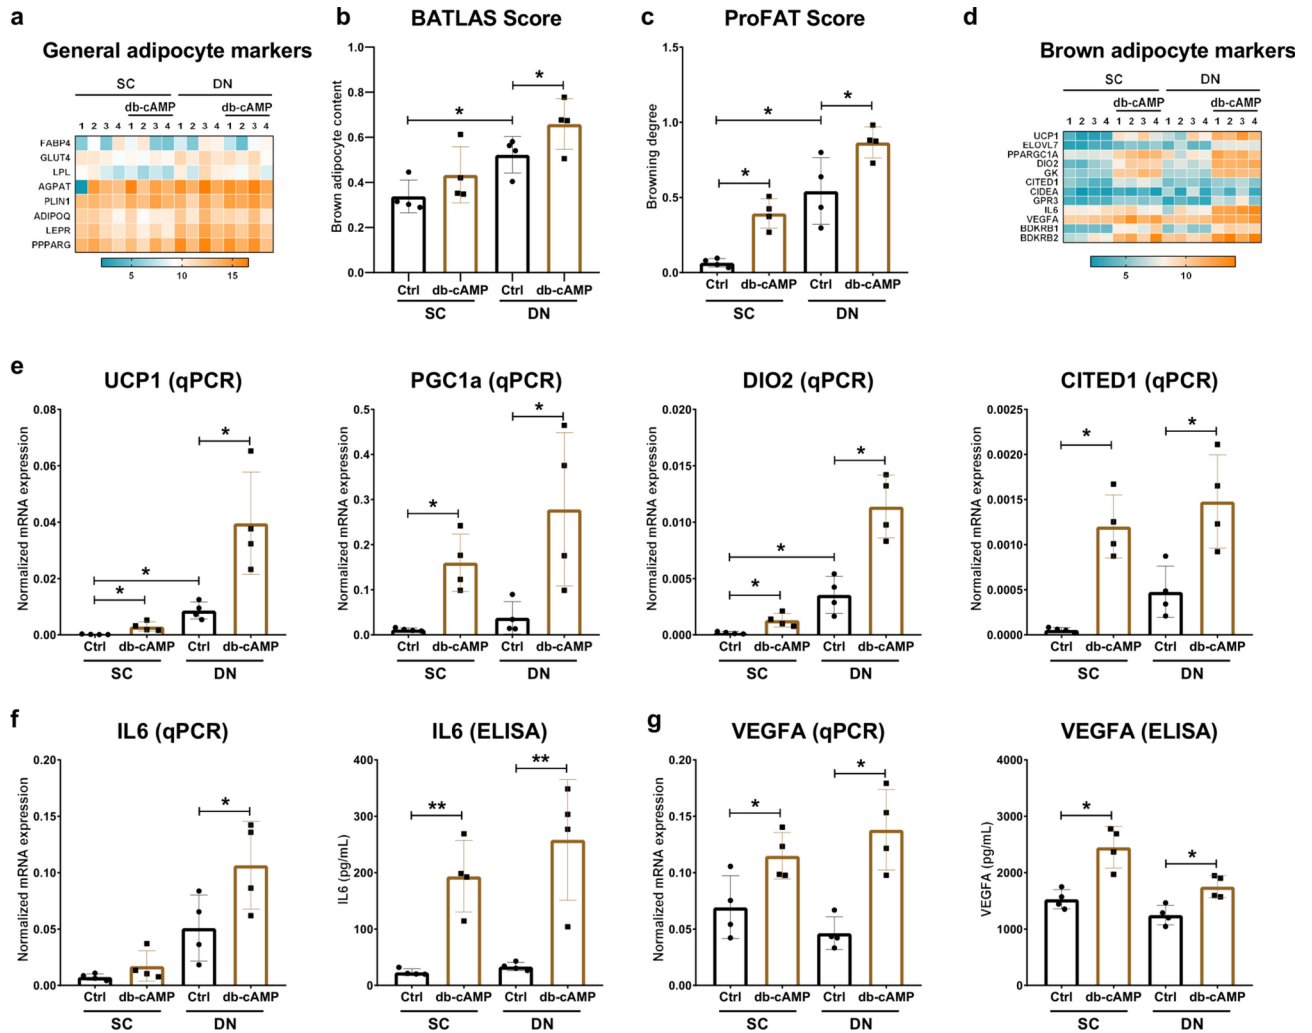 a
General adipocyte markers
SC DN
db-cAMP db-cAMP
1 2 3 4 1 2 3 4 1 2 3 4 1 2 3 4
FABP4
GLUT4
LPL
AGPAT
PLIN1
ADIPOQ
LEPR
PPPARG
5 10 15
b
BATLAS Score
Brown adipocyte content
1.0
0.8
0.6
0.4
0.2
0.0
* *
Ctrl db-cAMP Ctrl db-cAMP
SC DN
c
ProFAT Score
Browning degree
1.5
1.0
0.5
0.0
* * *
Ctrl db-cAMP Ctrl db-cAMP
SC DN
d
Brown adipocyte markers
SC DN
db-cAMP db-cAMP
1 2 3 4 1 2 3 4 1 2 3 4 1 2 3 4
UCP1
ELOVL7
PPARGC1A
DIO2
GK
CITED1
CIDEA
GPR3
IL6
VEGFA
BDKRB1
BDKRB2
5 10
e
UCP1 (qPCR)
Normalized mRNA expression
0.08
0.06
0.04
0.02
0.00
* * *
Ctrl db-cAMP Ctrl db-cAMP
SC DN
PGC1a (qPCR)
Normalized mRNA expression
0.5
0.4
0.3
0.2
0.1
0.0
* *
Ctrl db-cAMP Ctrl db-cAMP
SC DN
DIO2 (qPCR)
Normalized mRNA expression
0.020
0.015
0.010
0.005
0.000
* * *
Ctrl db-cAMP Ctrl db-cAMP
SC DN
CITED1 (qPCR)
Normalized mRNA expression
0.0025
0.0020
0.0015
0.0010
0.0005
0.0000
* *
Ctrl db-cAMP Ctrl db-cAMP
SC DN
f
IL6 (qPCR)
Normalized mRNA expression
0.20
0.15
0.10
0.05
0.00
*
Ctrl db-cAMP Ctrl db-cAMP
SC DN
IL6 (ELISA)
IL6 (pg/mL)
400
300
200
100
0
** **
Ctrl db-cAMP Ctrl db-cAMP
SC DN
g
VEGFA (qPCR)
Normalized mRNA expression
0.20
0.15
0.10
0.05
0.00
* *
Ctrl db-cAMP Ctrl db-cAMP
SC DN
VEGFA (ELISA)
VEGFA (pg/mL)
4000
3000
2000
1000
0
* *
Ctrl db-cAMP Ctrl db-cAMP
SC DN